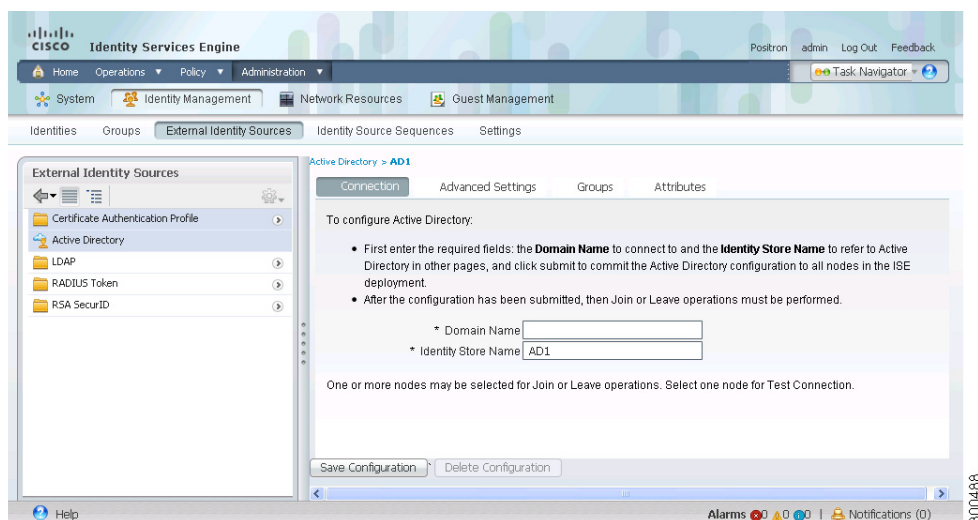 CISCO Identity Services Engine
Positron admin Log Out Feedback
Home Operations ▼ Policy ▼ Administration ▼
Task Navigator
System Identity Management Network Resources Guest Management
Identities Groups External Identity Sources Identity Source Sequences Settings
External Identity Sources
Certificate Authentication Profile
Active Directory
LDAP
RADIUS Token
RSA SecurID
Active Directory > AD1
Connection Advanced Settings Groups Attributes
To configure Active Directory:
• First enter the required fields: the Domain Name to connect to and the Identity Store Name to refer to Active
Directory in other pages, and click submit to commit the Active Directory configuration to all nodes in the ISE
deployment.
• After the configuration has been submitted, then Join or Leave operations must be performed.
* Domain Name
* Identity Store Name AD1
One or more nodes may be selected for Join or Leave operations. Select one node for Test Connection.
Save Configuration Delete Configuration
Help
Alarms 0 0 0 | Notifications (0)
300488